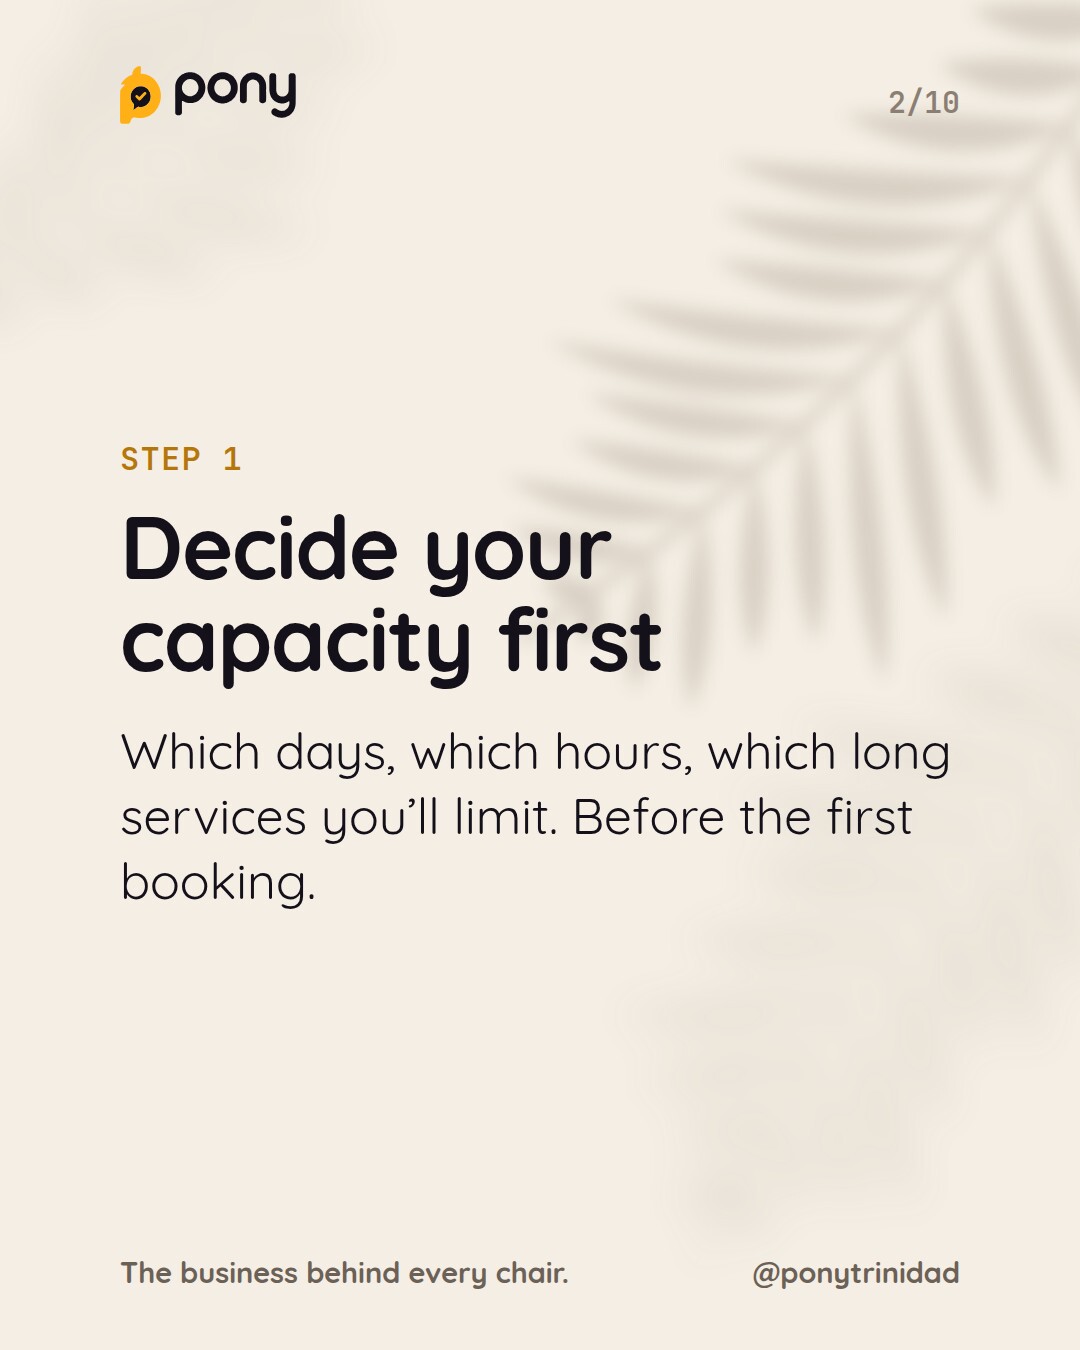 pony
2/10
STEP 1
Decide your
capacity first
Which days, which hours, which long
services you’ll limit. Before the first
booking.
The business behind every chair.
@ponytrinidad